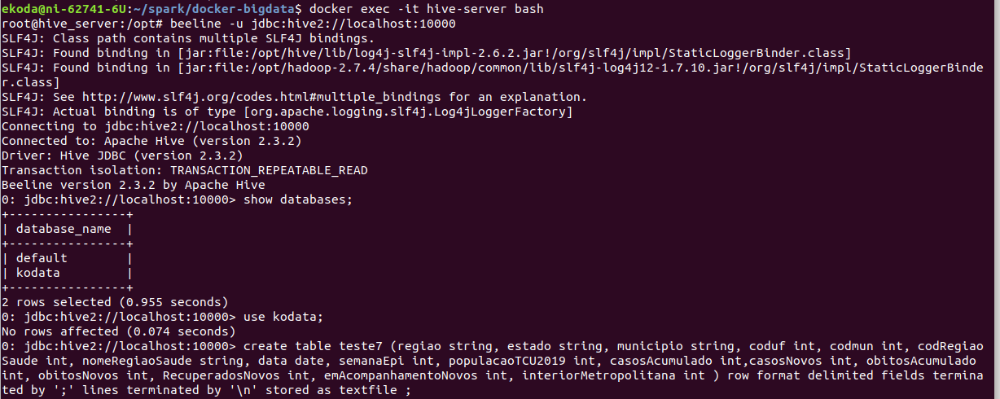 ekoda@ni-62741-6U:~/spark/docker-bigdata$ docker exec -it hive-server bash
root@hive_server:/opt# beeline -u jdbc:hive2://localhost:10000
SLF4J: Class path contains multiple SLF4J bindings.
SLF4J: Found binding in [jar:file:/opt/hive/lib/log4j-slf4j-impl-2.6.2.jar!/org/slf4j/impl/StaticLoggerBinder.class]
SLF4J: Found binding in [jar:file:/opt/hadoop-2.7.4/share/hadoop/common/lib/slf4j-log4j12-1.7.10.jar!/org/slf4j/impl/StaticLoggerBinde
r.class]
SLF4J: See http://www.slf4j.org/codes.html#multiple_bindings for an explanation.
SLF4J: Actual binding is of type [org.apache.logging.slf4j.Log4jLoggerFactory]
Connecting to jdbc:hive2://localhost:10000
Connected to: Apache Hive (version 2.3.2)
Driver: Hive JDBC (version 2.3.2)
Transaction isolation: TRANSACTION_REPEATABLE_READ
Beeline version 2.3.2 by Apache Hive
0: jdbc:hive2://localhost:10000> show databases;
+----------------+
| database_name  |
+----------------+
| default        |
| kodata         |
+----------------+
2 rows selected (0.955 seconds)
0: jdbc:hive2://localhost:10000> use kodata;
No rows affected (0.074 seconds)
0: jdbc:hive2://localhost:10000> create table teste7 (regiao string, estado string, municipio string, coduf int, codmun int, codRegiao
Saude int, nomeRegiaoSaude string, data date, semanaEpi int, populacaoTCU2019 int, casosAcumulado int,casosNovos int, obitosAcumulado
int, obitosNovos int, RecuperadosNovos int, emAcompanhamentoNovos int, interiorMetropolitana int ) row format delimited fields termina
ted by ';' lines terminated by '\n' stored as textfile ;